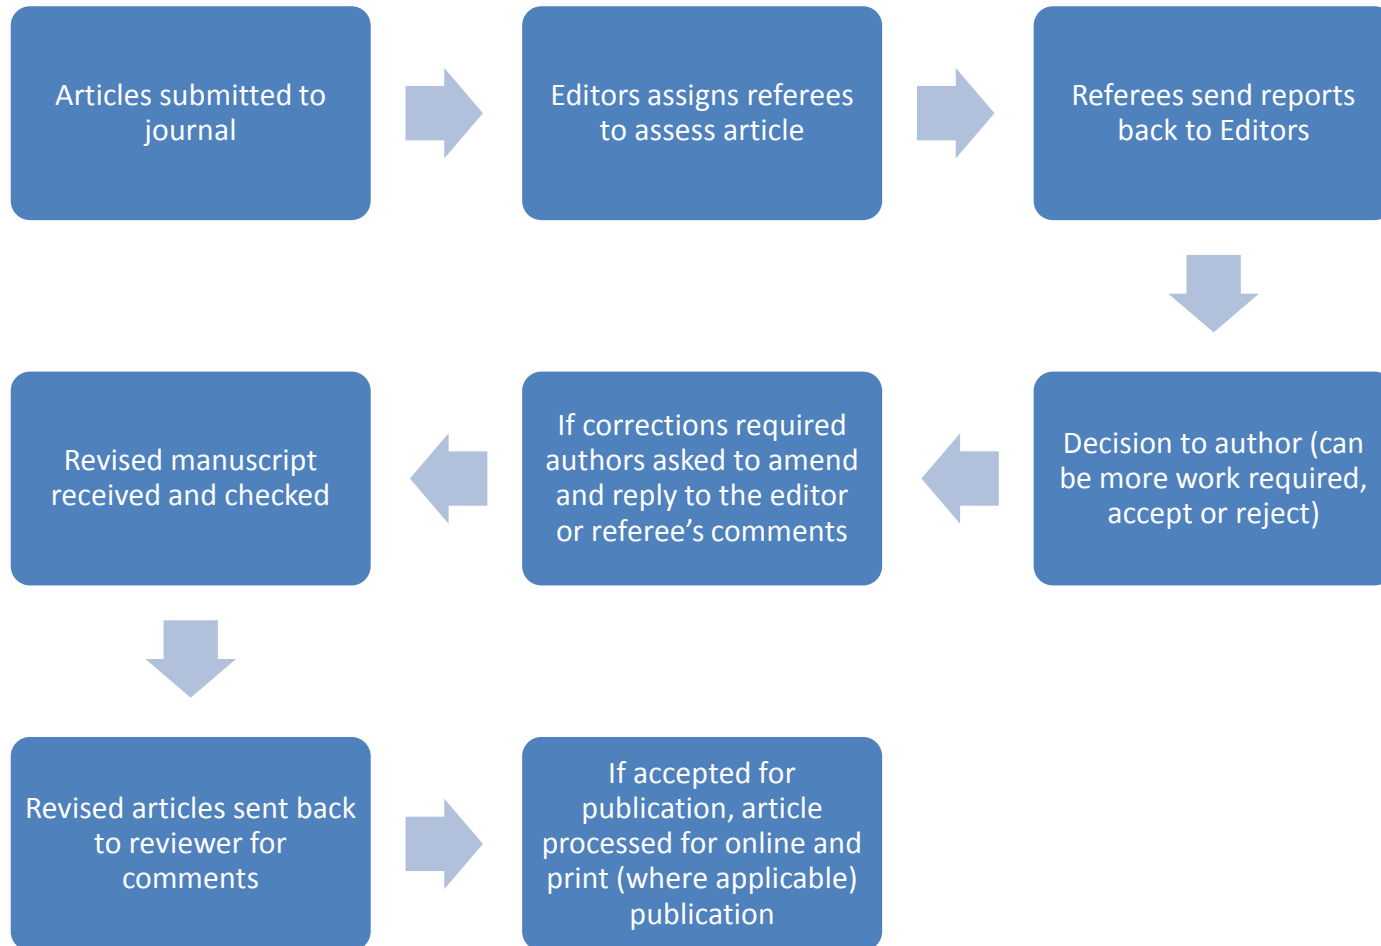 Articles submitted to
journal
Editors assigns referees
to assess article
Referees send reports
back to Editors
Decision to author (can
be more work required,
accept or reject)
If corrections required
authors asked to amend
and reply to the editor
or referee’s comments
Revised manuscript
received and checked
Revised articles sent back
to reviewer for
comments
If accepted for
publication, article
processed for online and
print (where applicable)
publication